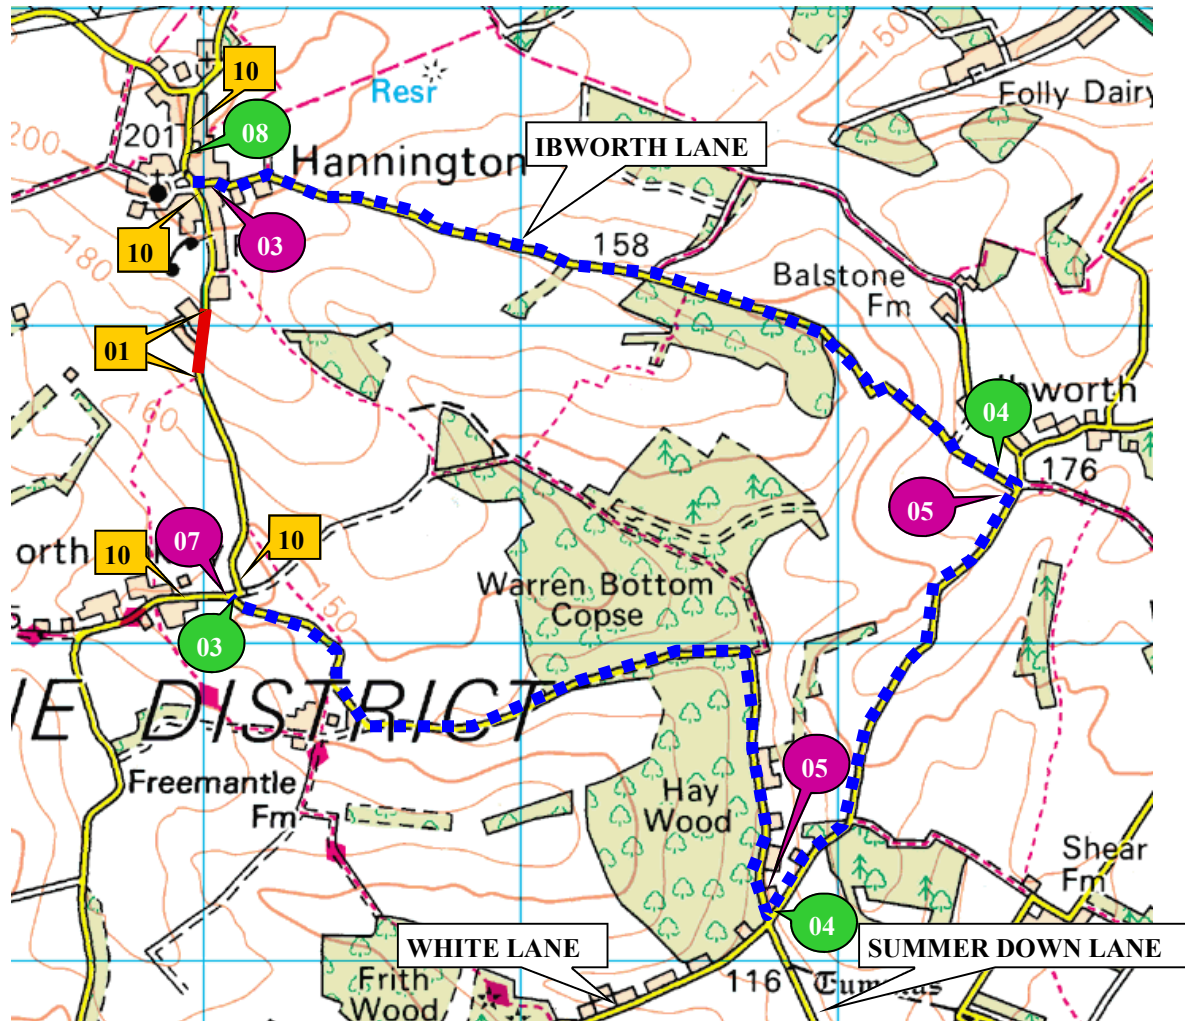 10
150
Resr
170
Folly Dairy
200
201
08
Hannington
IBWORTH LANE
10
03
180
158
Balstone
Fm
01
160
04
bworth
176
05
10
07
10
orth
Warren Bottom
Copse
150
03
E DISTRICT
05
Freemantle
Fm
Hay
Wood
Shear
Fm
04
WHITE LANE
SUMMER DOWN LANE
116
Frith
Wood